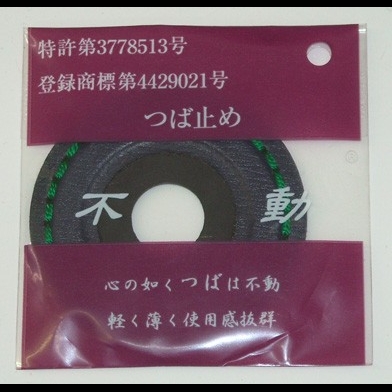 特許第3778513号
登録商標第4429021号
つば止め
不動
心の如くつばは不動
軽く薄く使用感抜群